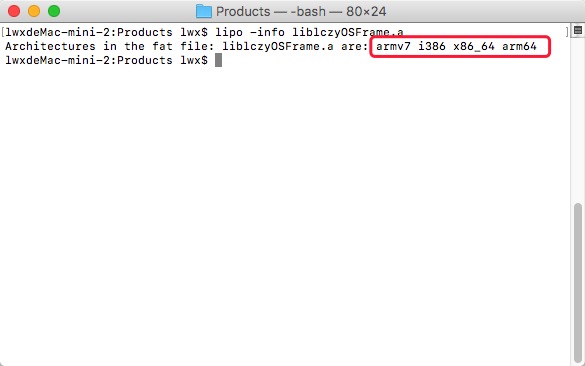 Products — -bash — 80×24
[lwxdeMac-mini-2:Products lwx$ lipo -info liblczyOSFrame.a ]
Architectures in the fat file: liblczyOSFrame.a are: armv7 i386 x86_64 arm64
lwxdeMac-mini-2:Products lwx$